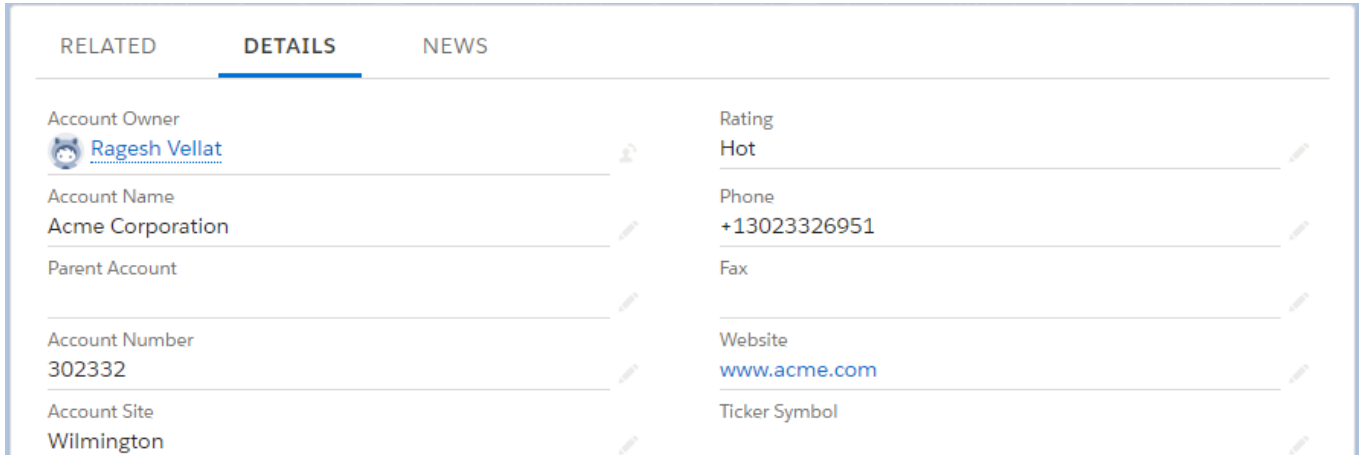 RELATED DETAILS NEWS
Account Owner
Ragesh Vellat
Rating
Hot
Account Name
Acme Corporation
Phone
+13023326951
Parent Account
Fax
Account Number
302332
Website
www.acme.com
Account Site
Wilmington
Ticker Symbol